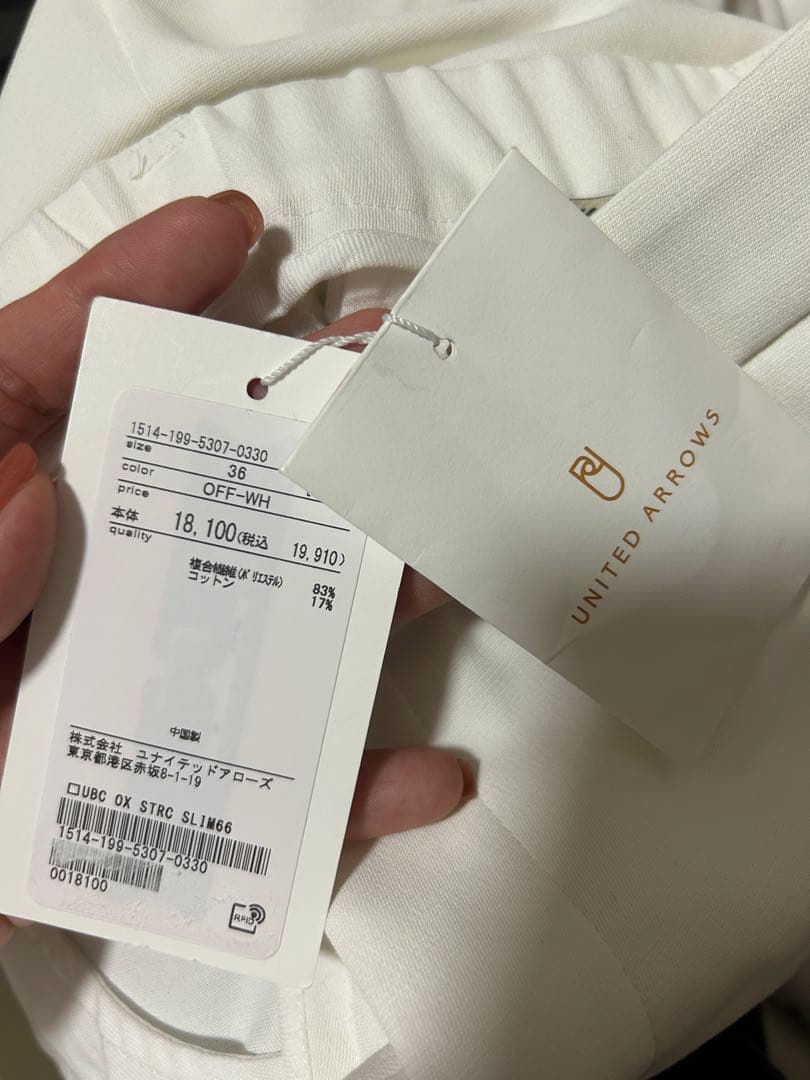 1514-199-5307-0330
size 36
color OFF-WH
price
本体 18,100(税込 19,910)
quality
複合繊維(ポリエステル) 83%
コットン 17%
中国製
株式会社 ユナイテッドアローズ
東京都港区赤坂8-1-19
□UBC OX STRC SLIM66
1514-199-5307-0330
0018100
RFID
UNITED ARROWS